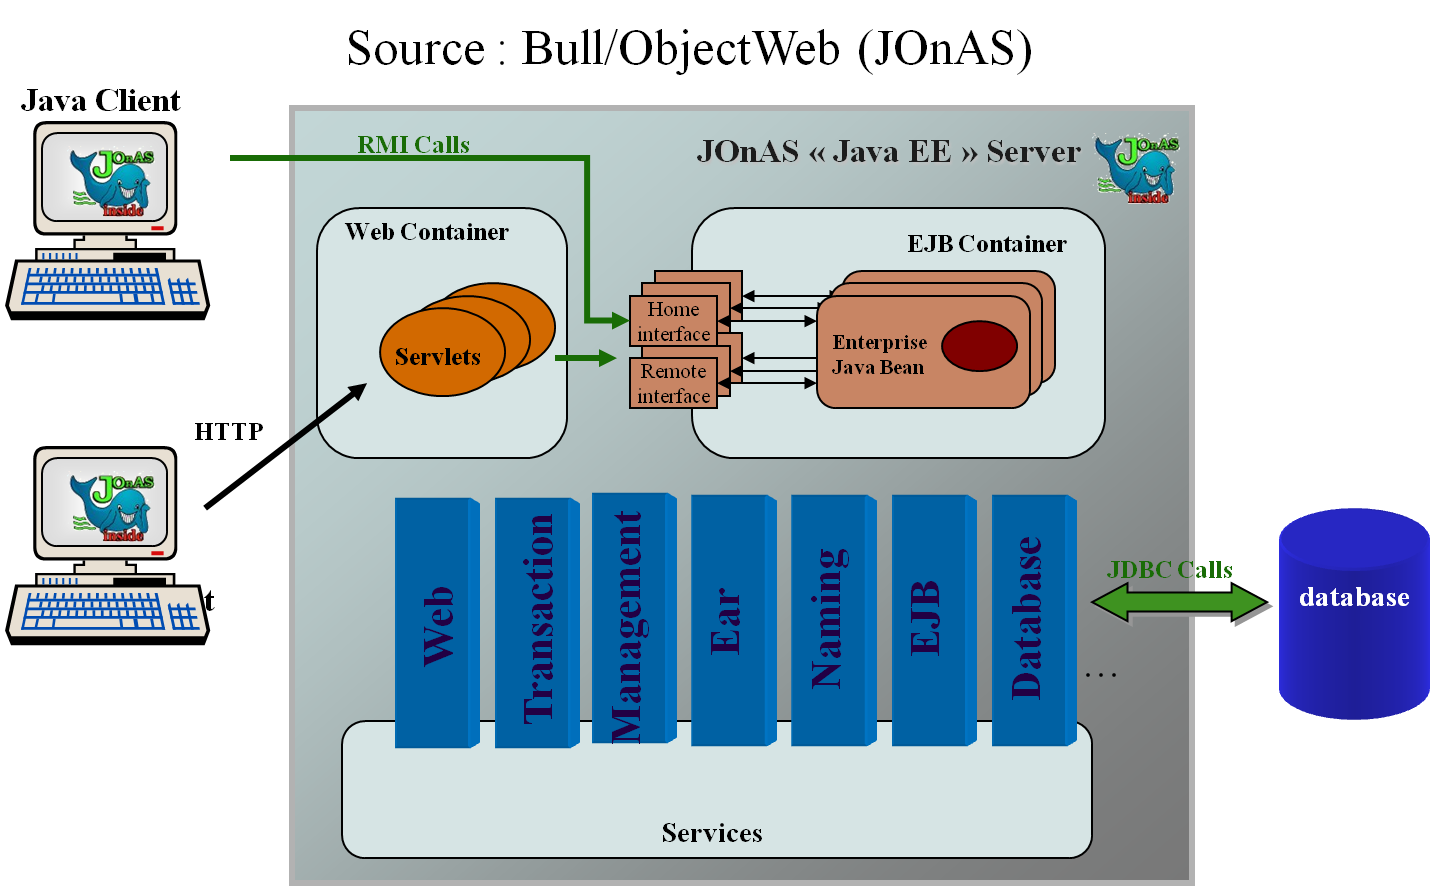 Source : Bull/ObjectWeb (JOnAS)
Java Client
JOnAS
inside
RMI Calls
JOnAS « Java EE » Server
JOnAS
inside
Web Container
EJB Container
Servlets
Home
interface
Remote
interface
Enterprise
Java Bean
HTTP
JOnAS
inside
t
Web
Transaction
Management
Ear
Naming
EJB
Database
...
JDBC Calls
database
Services